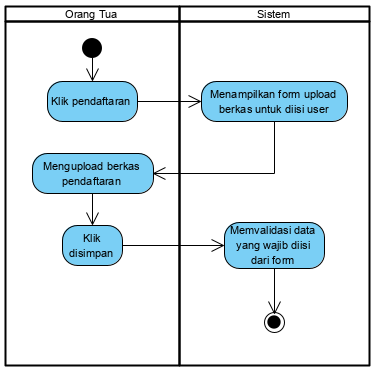 Orang Tua
Sistem
Klik pendaftaran
Menampilkan form upload
berkas untuk diisi user
Mengupload berkas
pendaftaran
Klik
disimpan
Memvalidasi data
yang wajib diisi
dari form